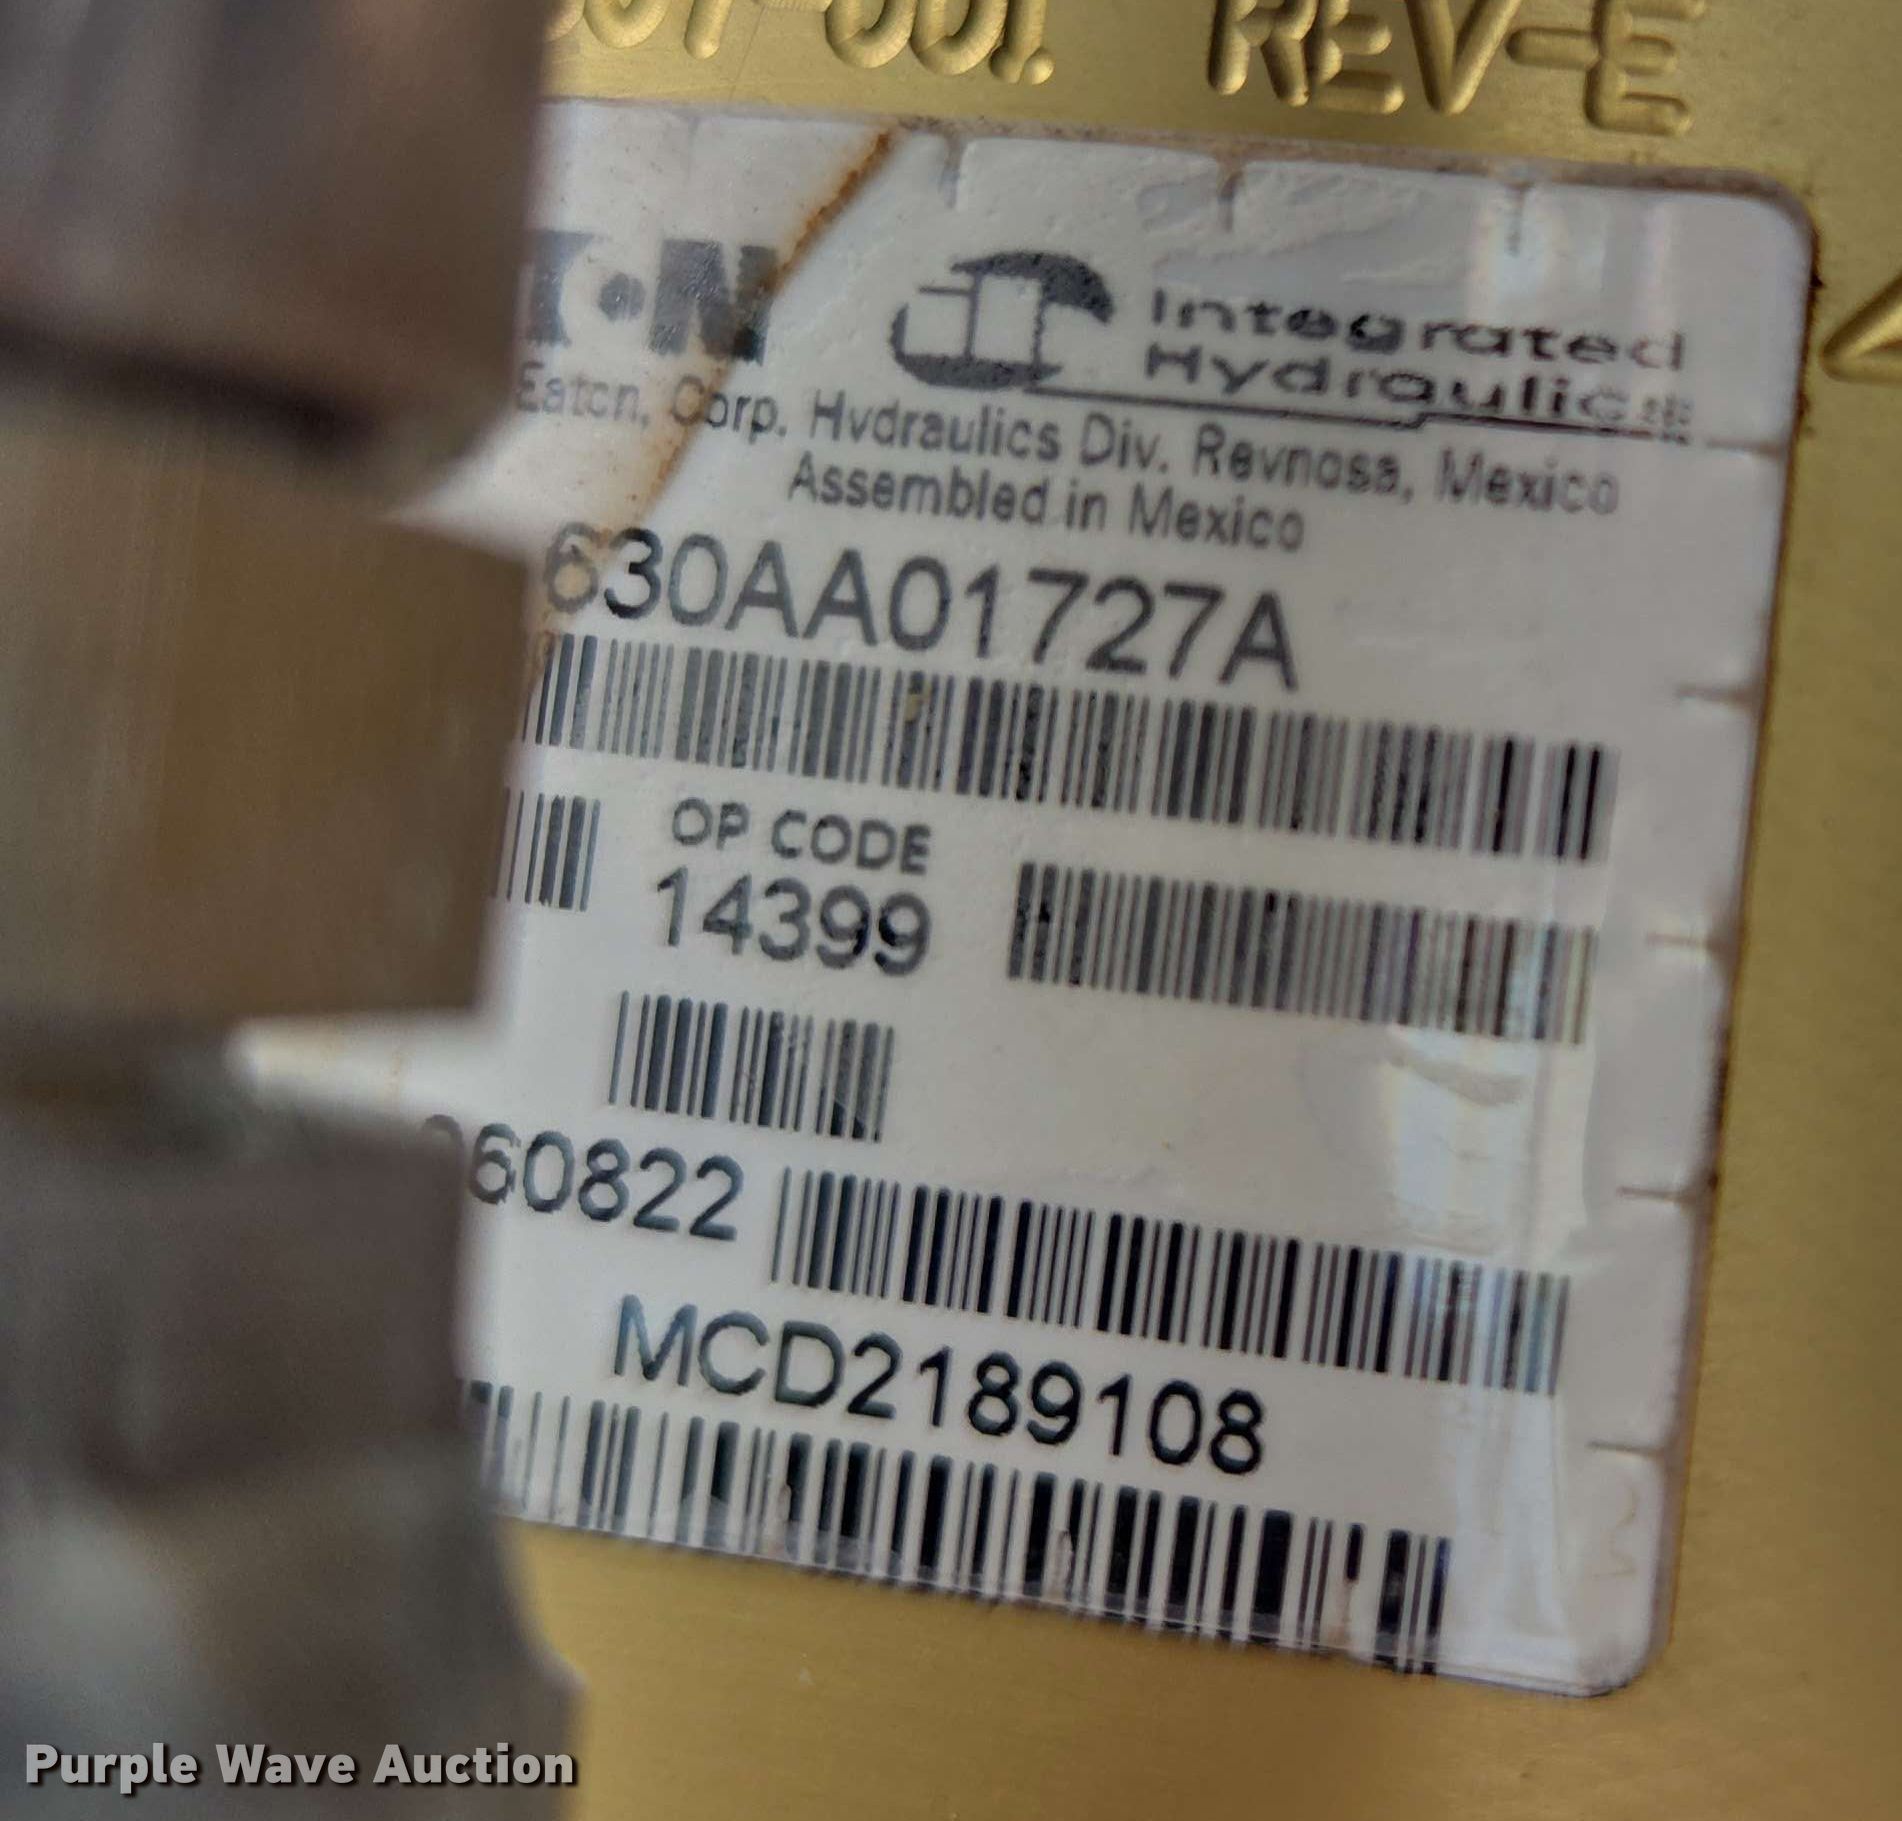 001 REV-E
Integrated
Hydraulics
Eaton, Corp. Hydraulics Div. Reynosa, Mexico
Assembled in Mexico
630AA01727A
OP CODE
14399
60822
MCD2189108
Purple Wave Auction